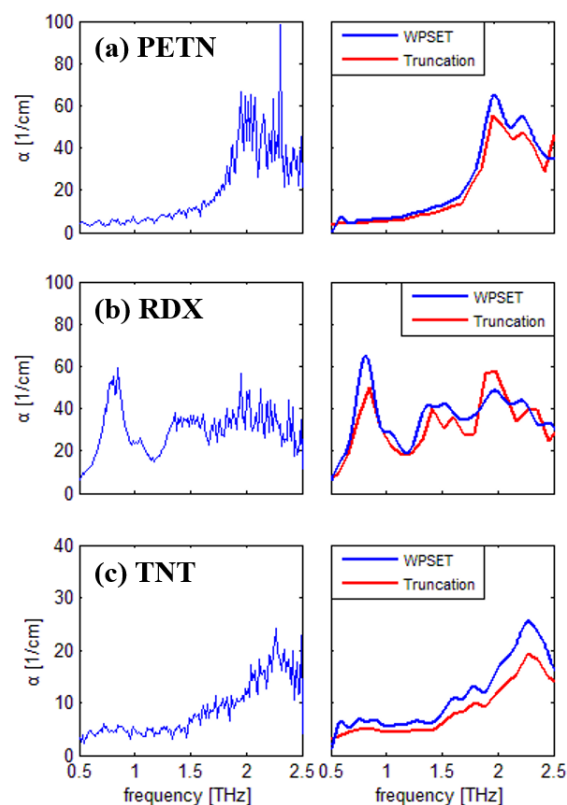 (a) PETN
α [1/cm]
100
80
60
40
20
0
WPSET
Truncation
(b) RDX
α [1/cm]
100
80
60
40
20
0
WPSET
Truncation
(c) TNT
α [1/cm]
40
30
20
10
0
WPSET
Truncation
0.5 1 1.5 2 2.5
frequency [THz]
0.5 1 1.5 2 2.5
frequency [THz]